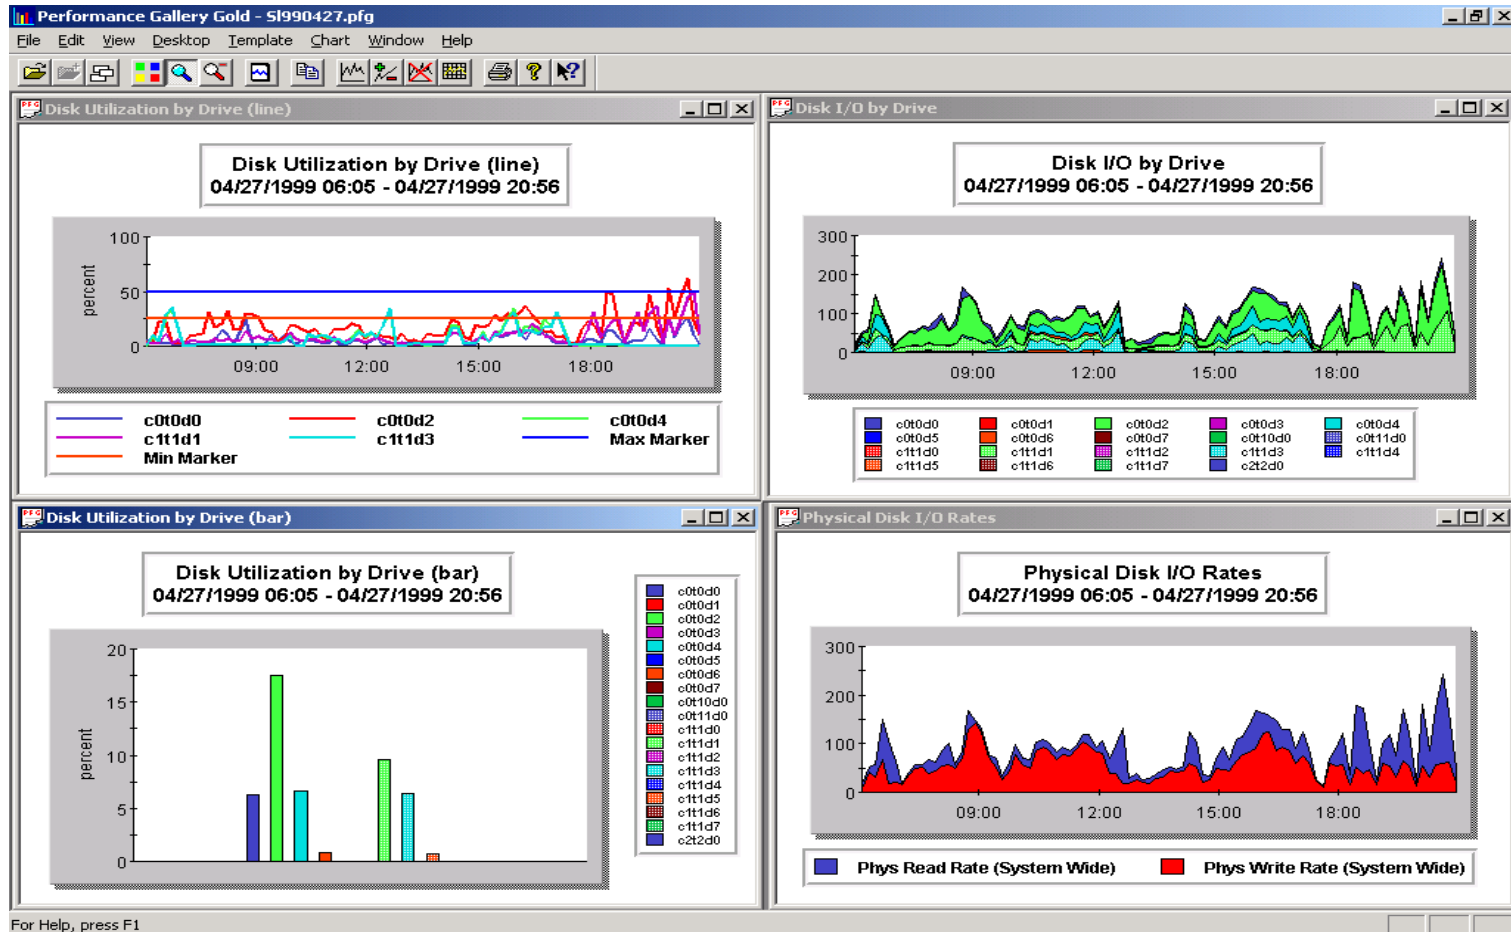 Performance Gallery Gold - Sl990427.pfg
File Edit View Desktop Template Chart Window Help
Disk Utilization by Drive (line)
Disk Utilization by Drive (line)
04/27/1999 06:05 - 04/27/1999 20:56
100
50
0
percent
09:00 12:00 15:00 18:00
c0t0d0 c0t0d2 c0t0d4
c1t1d1 c1t1d3 Max Marker
Min Marker
Disk I/O by Drive
Disk I/O by Drive
04/27/1999 06:05 - 04/27/1999 20:56
300
200
100
0
09:00 12:00 15:00 18:00
c0t0d0 c0t0d1 c0t0d2 c0t0d3 c0t0d4
c0t0d5 c0t0d6 c0t0d7 c0t10d0 c0t11d0
c1t1d0 c1t1d1 c1t1d2 c1t1d3 c1t1d4
c1t1d5 c1t1d6 c1t1d7 c2t2d0
Disk Utilization by Drive (bar)
Disk Utilization by Drive (bar)
04/27/1999 06:05 - 04/27/1999 20:56
20
15
10
5
0
percent
c0t0d0
c0t0d1
c0t0d2
c0t0d3
c0t0d4
c0t0d5
c0t0d6
c0t0d7
c0t10d0
c0t11d0
c1t1d0
c1t1d1
c1t1d2
c1t1d3
c1t1d4
c1t1d5
c1t1d6
c1t1d7
c2t2d0
Physical Disk I/O Rates
Physical Disk I/O Rates
04/27/1999 06:05 - 04/27/1999 20:56
300
200
100
0
09:00 12:00 15:00 18:00
Phys Read Rate (System Wide) Phys Write Rate (System Wide)
For Help, press F1